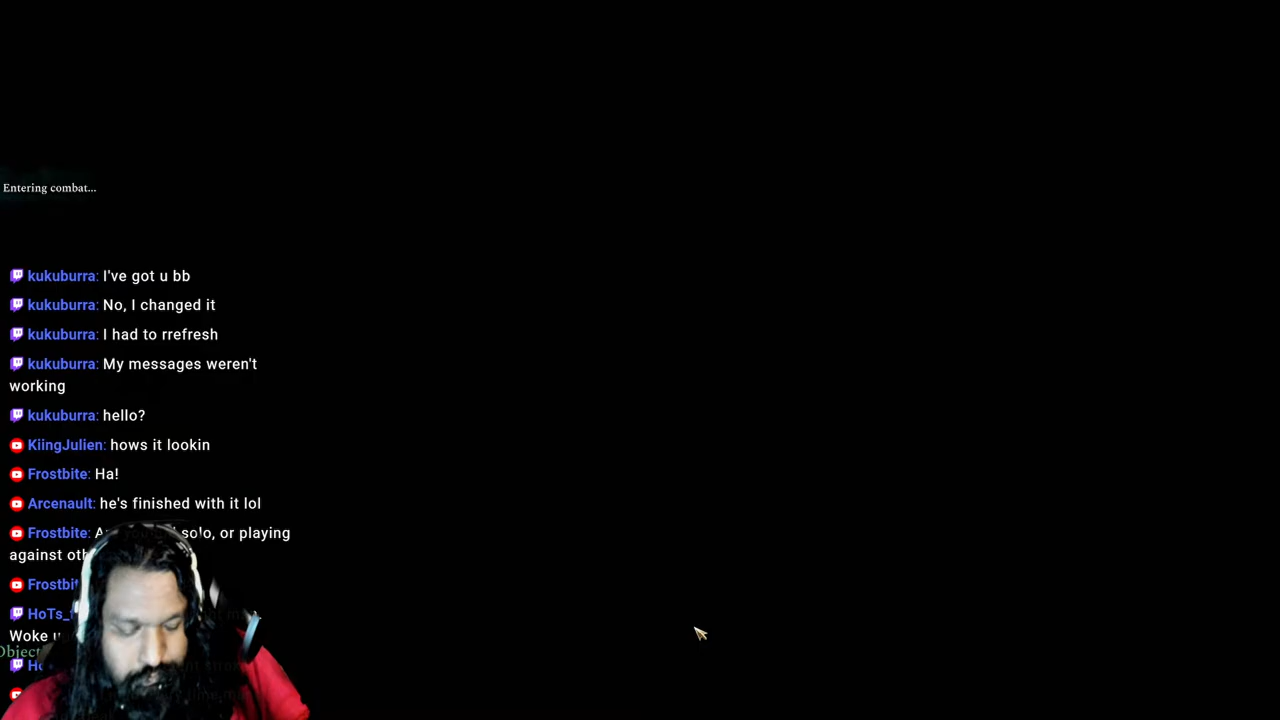 Entering combat...
kukuburra: I've got u bb
kukuburra: No, I changed it
kukuburra: I had to rrefresh
kukuburra: My messages weren't
working
kukuburra: hello?
KiingJulien: hows it lookin
Frostbite: Ha!
Arcenault: he's finished with it lol
Frostbite: solo, or playing
against
Woke